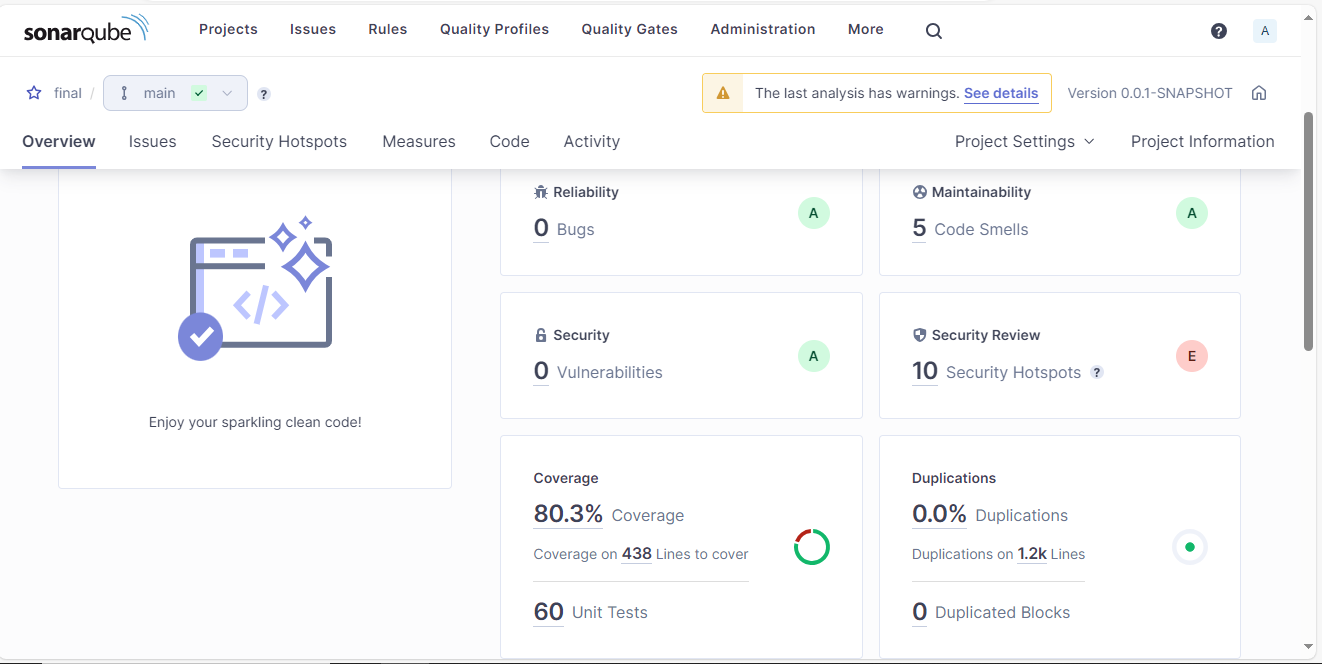 sonarqube Projects Issues Rules Quality Profiles Quality Gates Administration More ? A
final / main ? The last analysis has warnings. See details Version 0.0.1-SNAPSHOT
Overview Issues Security Hotspots Measures Code Activity Project Settings Project Information
Enjoy your sparkling clean code!
Reliability
0 Bugs
A
Maintainability
5 Code Smells
A
Security
0 Vulnerabilities
A
Security Review
10 Security Hotspots ?
E
Coverage
80.3% Coverage
Coverage on 438 Lines to cover
60 Unit Tests
Duplications
0.0% Duplications
Duplications on 1.2k Lines
0 Duplicated Blocks